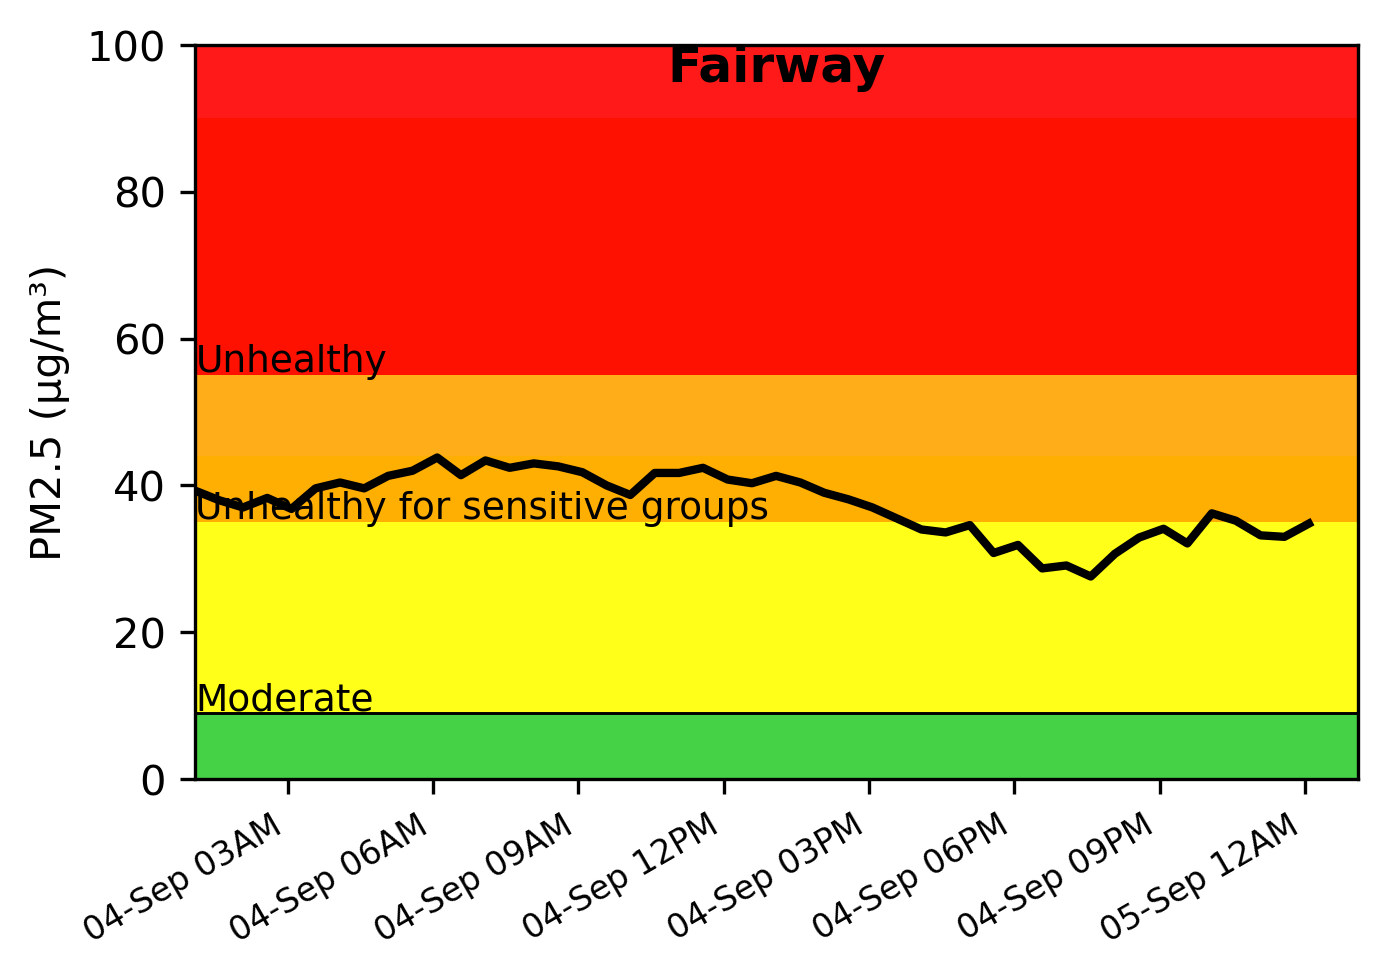 Fairway
100
80
60
40
20
0
PM2.5 (µg/m³)
Unhealthy
Unhealthy for sensitive groups
Moderate
04-Sep 03AM
04-Sep 06AM
04-Sep 09AM
04-Sep 12PM
04-Sep 03PM
04-Sep 06PM
04-Sep 09PM
05-Sep 12AM